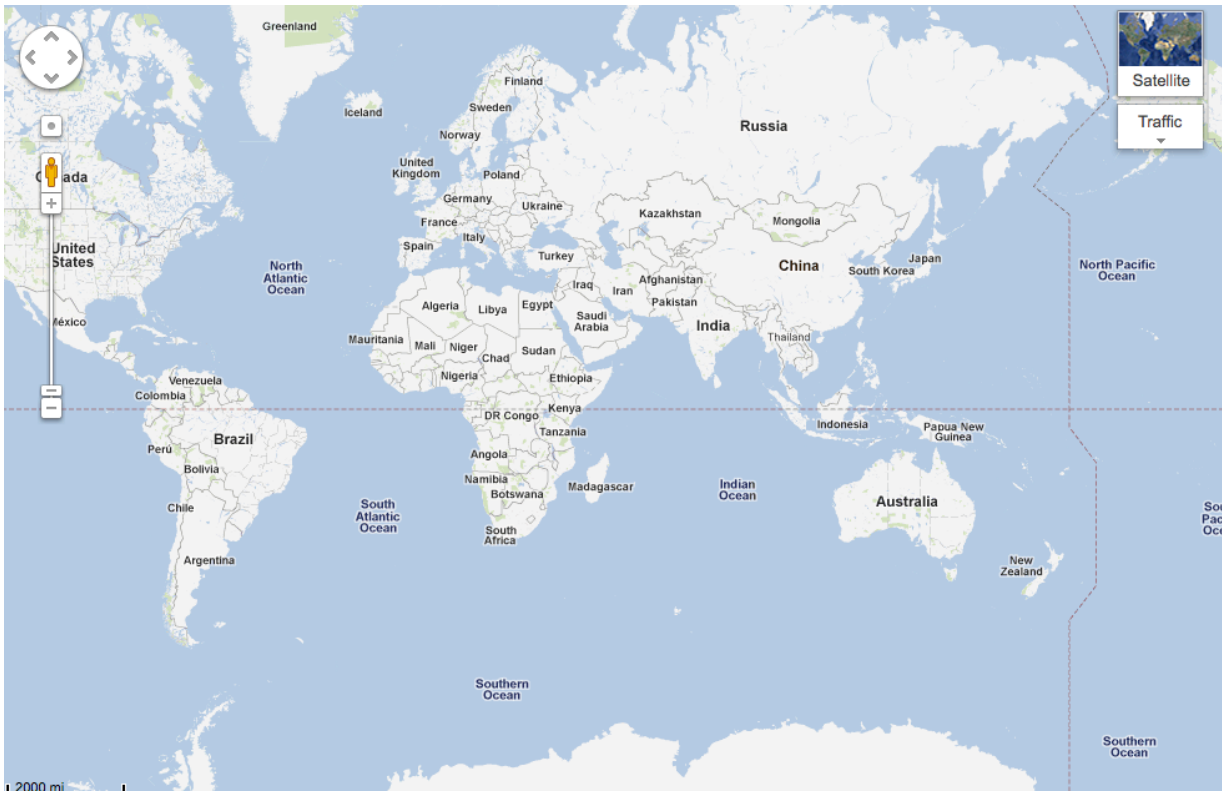 Greenland
Satellite
Traffic
Finland
Iceland
Sweden
Norway
Russia
United
Kingdom
Poland
Canada
Germany
Ukraine
Kazakhstan
Mongolia
France
Italy
Spain
United
States
Turkey
Japan
China
South Korea
North
Atlantic
Ocean
North Pacific
Ocean
Afghanistan
Iraq
Iran
Pakistan
Algeria
Libya
Egypt
Saudi
Arabia
India
México
Thailand
Mauritania
Mali
Niger
Chad
Sudan
Nigeria
Ethiopia
Venezuela
Colombia
DR Congo
Kenya
Tanzania
Indonesia
Papua New
Guinea
Brazil
Perú
Bolivia
Angola
Namibia
Botswana
Madagascar
Indian
Ocean
Australia
Chile
South
Atlantic
Ocean
South
Africa
Sou
Pac
Oce
Argentina
New
Zealand
Southern
Ocean
Southern
Ocean
2000 mi